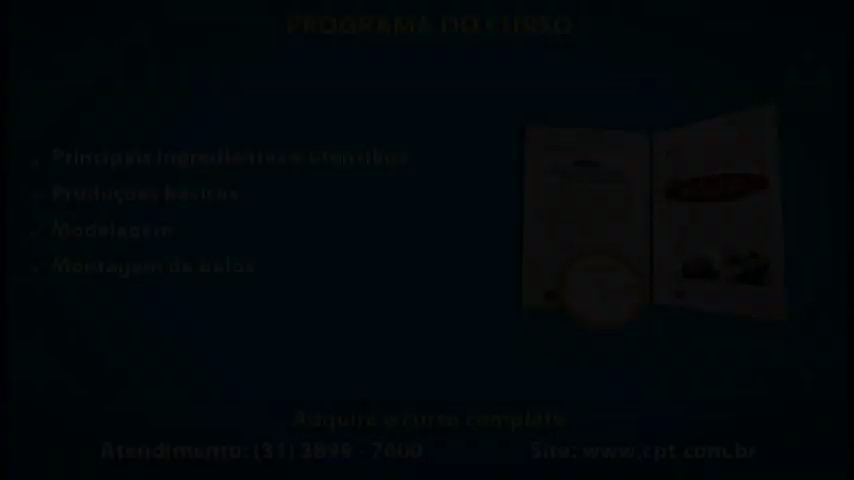 PROGRAMA DO CURSO
Principais ingredientes e utensílios
Produções básicas
Modelagem
Montagem de bolos
Adquira o curso completo
Atendimento: (31) 3899 - 7000
Site: www.cpt.com.br